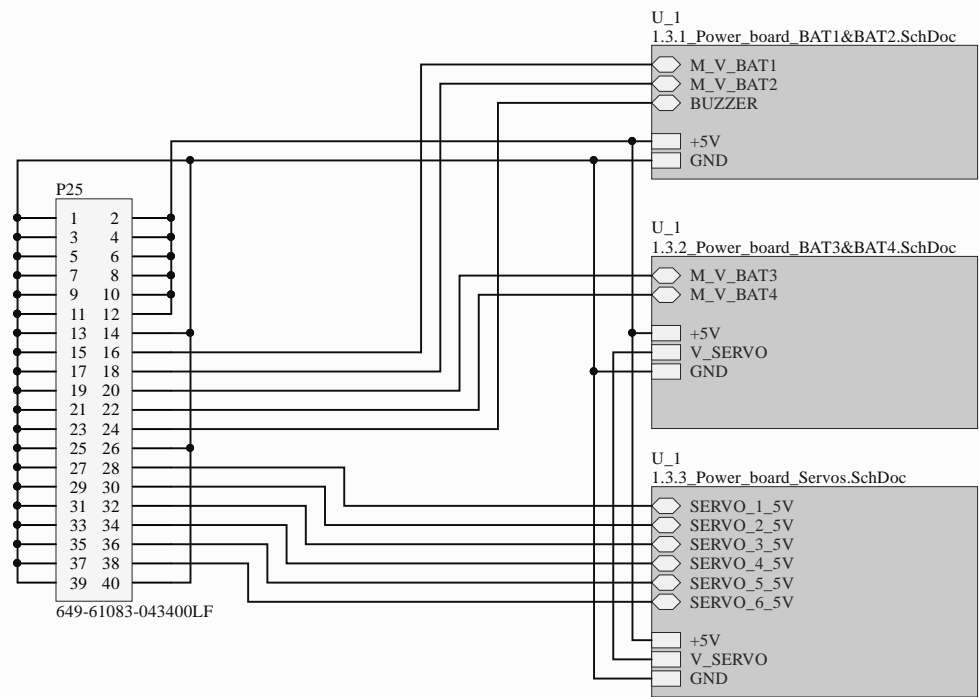 U_1
1.3.1_Power_board_BAT1&BAT2.SchDoc
M_V_BAT1
M_V_BAT2
BUZZER
+5V
GND
P25
1 2
3 4
5 6
7 8
9 10
11 12
13 14
15 16
17 18
19 20
21 22
23 24
25 26
27 28
29 30
31 32
33 34
35 36
37 38
39 40
649-61083-043400LF
U_1
1.3.2_Power_board_BAT3&BAT4.SchDoc
M_V_BAT3
M_V_BAT4
+5V
V_SERVO
GND
U_1
1.3.3_Power_board_Servos.SchDoc
SERVO_1_5V
SERVO_2_5V
SERVO_3_5V
SERVO_4_5V
SERVO_5_5V
SERVO_6_5V
+5V
V_SERVO
GND